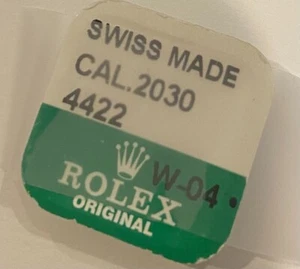 SWISS MADE
CAL.2030
4422
W-04
ROLEX
ORIGINAL